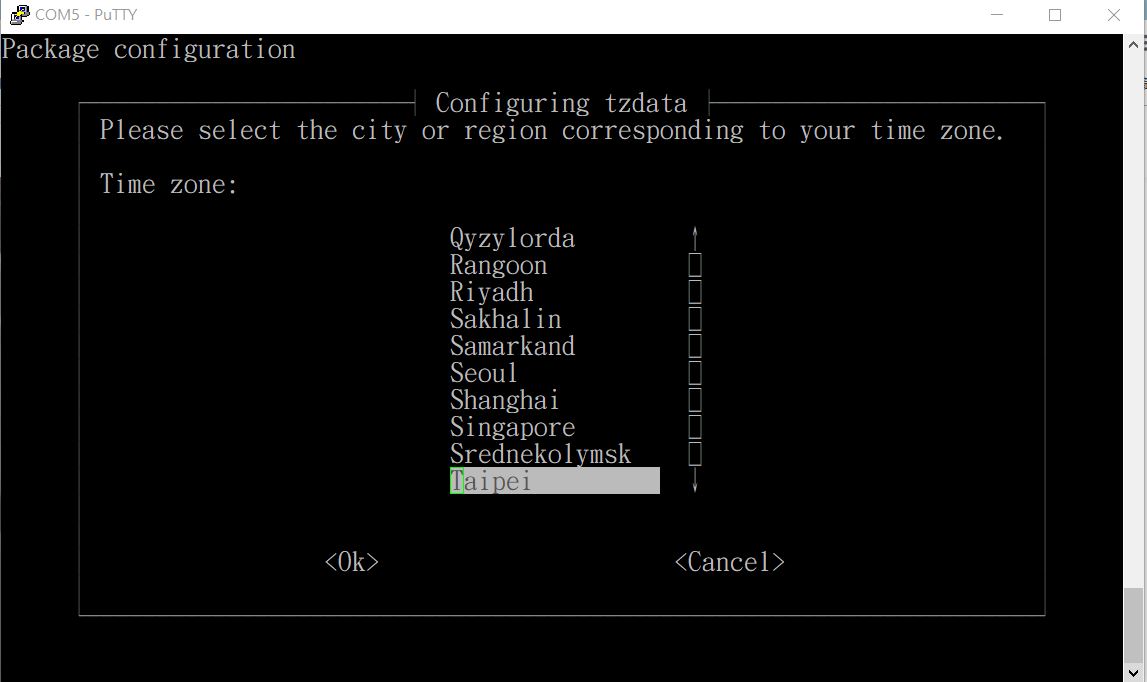 COM5 - PuTTY
Package configuration
Configuring tzdata
Please select the city or region corresponding to your time zone.
Time zone:
Qyzylorda
Rangoon
Riyadh
Sakhalin
Samarkand
Seoul
Shanghai
Singapore
Srednekolymsk
Taipei
<Ok> <Cancel>